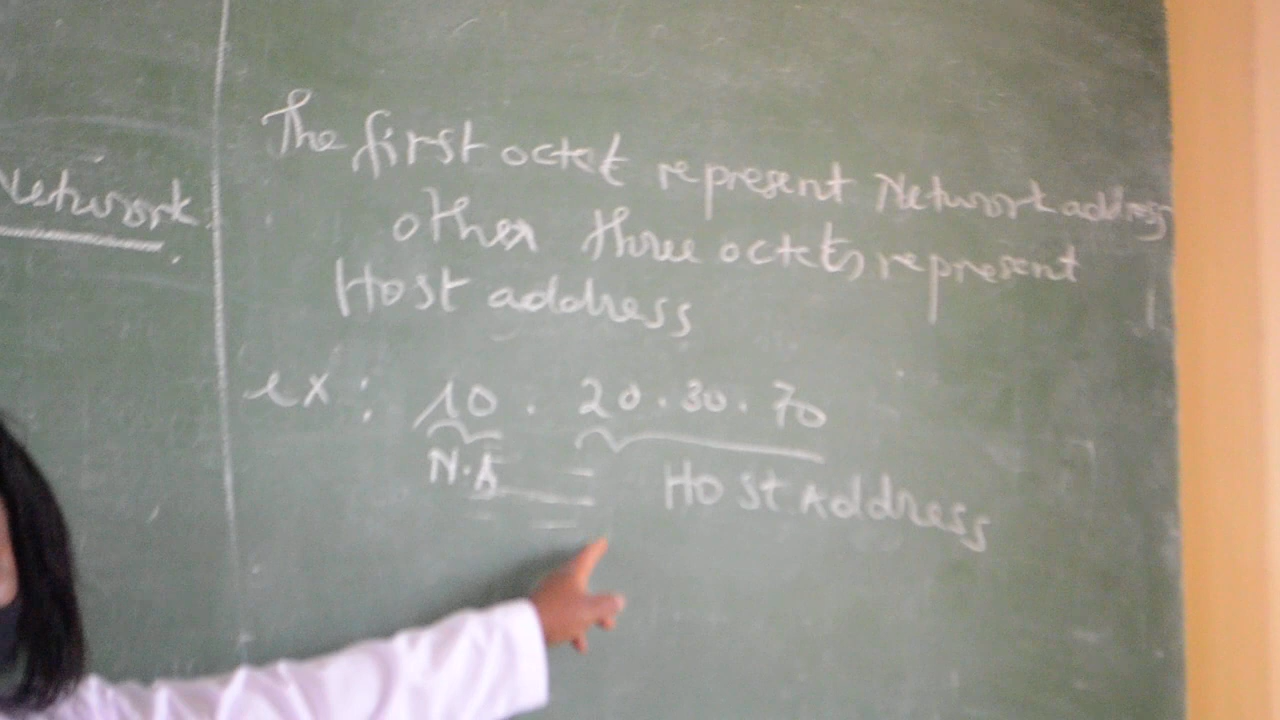 Network.
The first octet represent Network address
other three octets represent
Host address
ex: 10 . 20 . 30 . 70
N.A Host Address